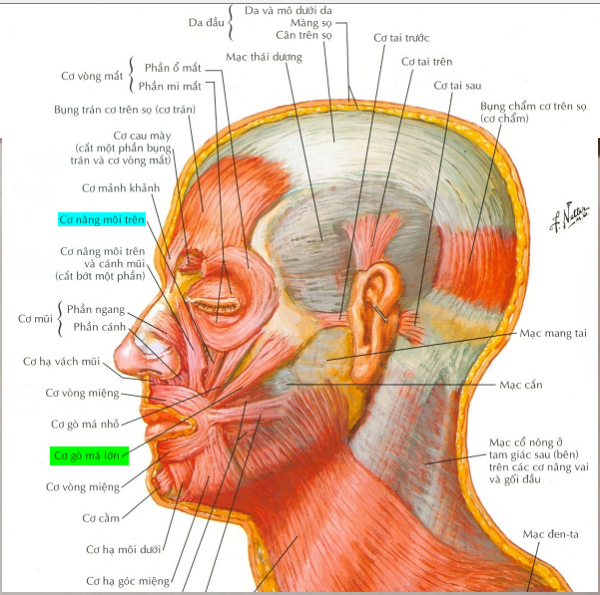 Da đầu
Da và mô dưới da
Màng sọ
Cân trên sọ
Mạc thái dương
Cơ tai trước
Cơ tai trên
Cơ tai sau
Bụng chẩm cơ trên sọ
(cơ chẩm)
Cơ vòng mắt
Phần ổ mắt
Phần mi mắt
Bụng trán cơ trên sọ (cơ trán)
Cơ cau mày
(cắt một phần bụng
trán và cơ vòng mắt)
Cơ mảnh khảnh
Cơ nâng môi trên
Cơ nâng môi trên
và cánh mũi
(cắt bớt một phần)
Cơ mũi
Phần ngang
Phần cánh
Cơ hạ vách mũi
Cơ vòng miệng
Cơ gò má nhỏ
Cơ gò má lớn
Cơ vòng miệng
Cơ cằm
Cơ hạ môi dưới
Cơ hạ góc miệng
Mạc mang tai
Mạc cắn
Mạc cổ nông ở
tam giác sau (bên)
trên các cơ nâng vai
và gối đầu
Mạc đen-ta
F. Netter
M.D.